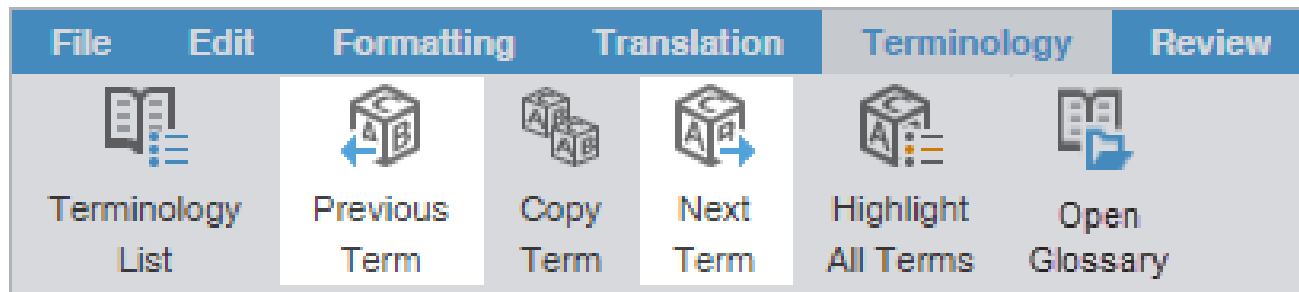 File Edit Formatting Translation Terminology Review
Terminology Previous Copy Next Highlight Open
List Term Term Term All Terms Glossary